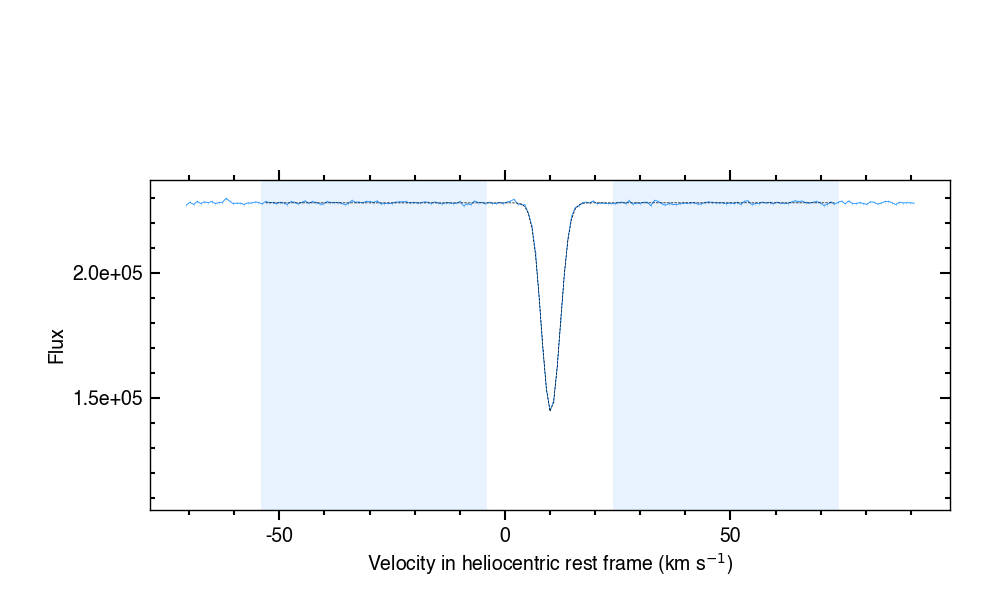 2.0e+05
1.5e+05
Flux
-50 0 50
Velocity in heliocentric rest frame (km s⁻¹)